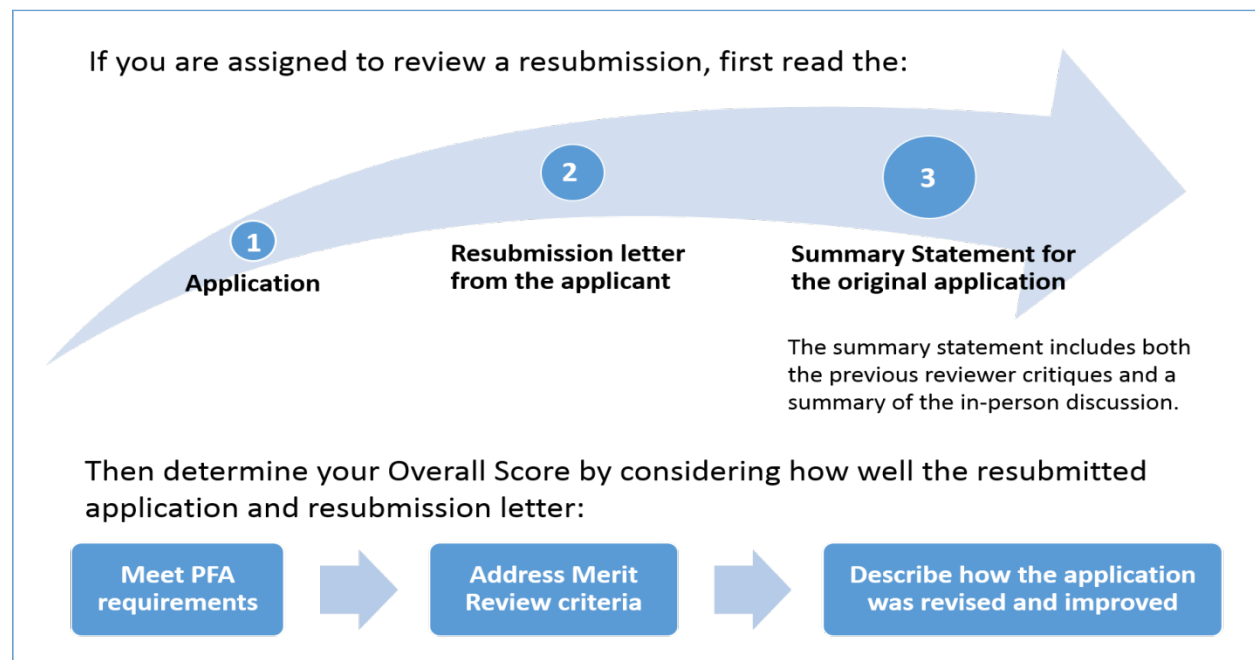 If you are assigned to review a resubmission, first read the:
1
2
3
Application
Resubmission letter
from the applicant
Summary Statement for
the original application
The summary statement includes both
the previous reviewer critiques and a
summary of the in-person discussion.
Then determine your Overall Score by considering how well the resubmitted
application and resubmission letter:
Meet PFA
requirements
Address Merit
Review criteria
Describe how the application
was revised and improved